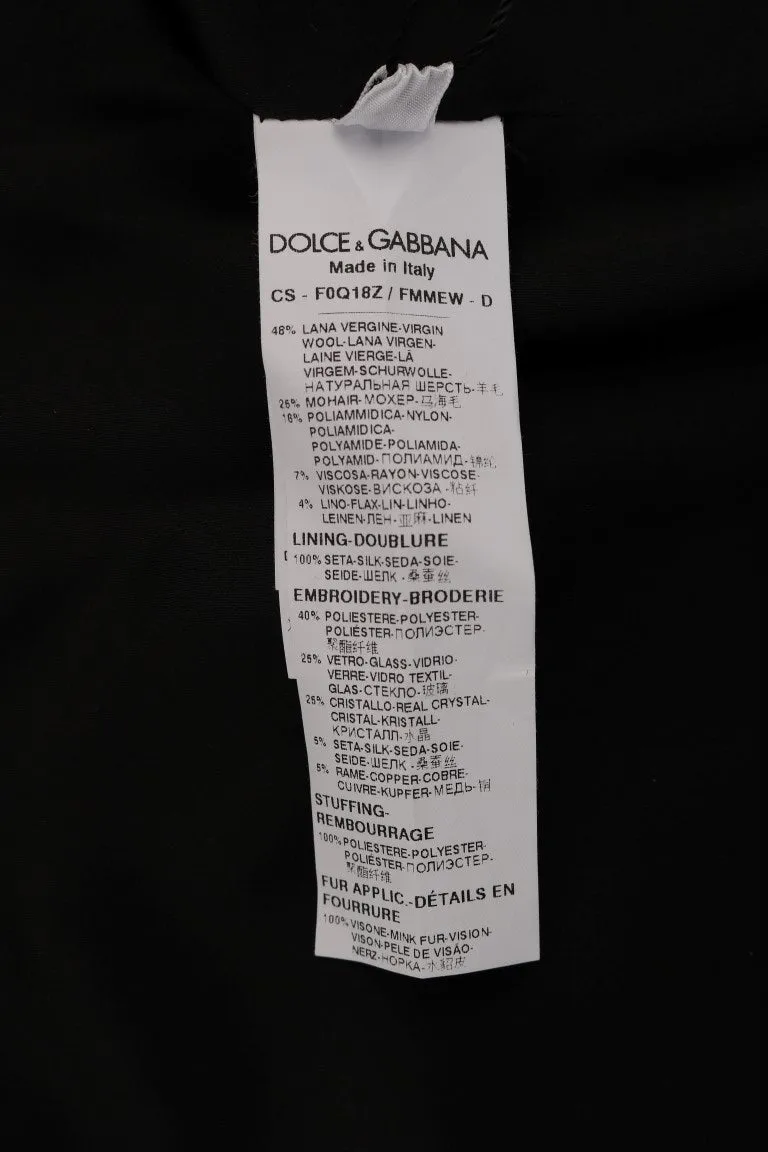 DOLCE & GABBANA
Made in Italy
CS - F0Q18Z / FMMEW - D
46% LANA VERGINE-VIRGIN
WOOL-LANA VIRGEN-
LAINE VIERGE-LÃ
VIRGEM-SCHURWOLLE-
НАТУРАЛЬНАЯ ШЕРСТЬ-羊毛
25% MOHAIR-МОХЕР-马海毛
18% POLIAMMIDICA-NYLON-
POLIAMIDICA-
POLYAMIDE-POLIAMIDA-
POLYAMID-ПОЛИАМИД-锦纶
7% VISCOSA-RAYON-VISCOSE-
VISKOSE-ВИСКОЗА -粘纤
4% LINO-FLAX-LIN-LINHO-
LEINEN-ЛЕН-亚麻-LINEN
LINING-DOUBLURE
100% SETA-SILK-SEDA-SOIE-
SEIDE-ШЕЛК -桑蚕丝
EMBROIDERY-BRODERIE
40% POLIESTERE-POLYESTER-
POLIÉSTER-ПОЛИЭСТЕР-
聚酯纤维
25% VETRO-GLASS-VIDRIO-
VERRE-VIDRO TEXTIL-
GLAS-СТЕКЛО-玻璃
25% CRISTALLO-REAL CRYSTAL-
CRISTAL-KRISTALL-
КРИСТАЛЛ-水晶
5% SETA-SILK-SEDA-SOIE-
SEIDE-ШЕЛК -桑蚕丝
5% RAME-COPPER-COBRE-
CUIVRE-KUPFER-МЕДЬ-铜
STUFFING-
REMBOURRAGE
100% POLIESTERE-POLYESTER-
POLIÉSTER-ПОЛИЭСТЕР-
聚酯纤维
FUR APPLIC.-DÉTAILS EN
FOURRURE
100% VISONE-MINK FUR-VISION-
VISON-PELE DE VISÃO-
NERZ-НОРКА-水貂皮